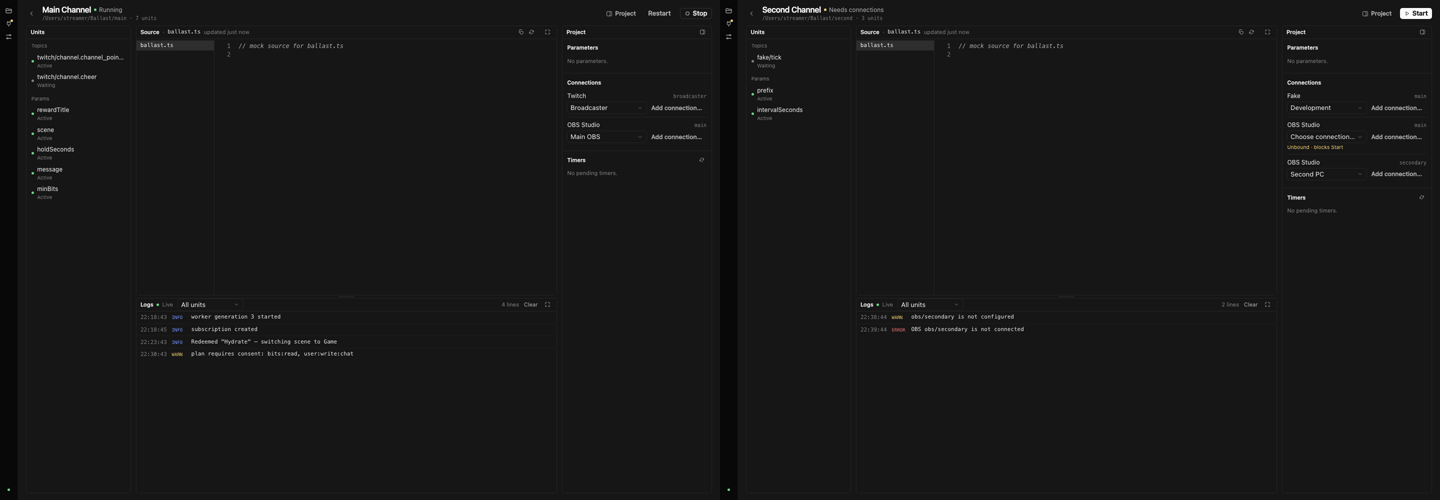 Main Channel Running
/Users/streamer/Ballast/main · 7 units
Project
Restart
Stop
Units
Topics
twitch/channel.channel_poin...
Active
twitch/channel.cheer
Waiting
Params
rewardTitle
Active
scene
Active
holdSeconds
Active
message
Active
minBits
Active
Source · ballast.ts updated just now
ballast.ts
1 // mock source for ballast.ts
2
Logs Live All units
4 lines Clear
22:18:43 INFO worker generation 3 started
22:18:45 INFO subscription created
22:23:43 INFO Redeemed "Hydrate" — switching scene to Game
22:30:43 WARN plan requires consent: bits:read, user:write:chat
Project
Parameters
No parameters.
Connections
Twitch broadcaster
Broadcaster Add connection...
OBS Studio main
Main OBS Add connection...
Timers
No pending timers.
Second Channel Needs connections
/Users/streamer/Ballast/second · 3 units
Project
Start
Units
Topics
fake/tick
Waiting
Params
prefix
Active
intervalSeconds
Active
Source · ballast.ts updated just now
ballast.ts
1 // mock source for ballast.ts
2
Logs Live All units
2 lines Clear
22:38:44 WARN obs/secondary is not configured
22:39:44 ERROR OBS obs/secondary is not connected
Project
Parameters
No parameters.
Connections
Fake main
Development Add connection...
OBS Studio main
Choose connection... Add connection...
Unbound · blocks Start
OBS Studio secondary
Second PC Add connection...
Timers
No pending timers.